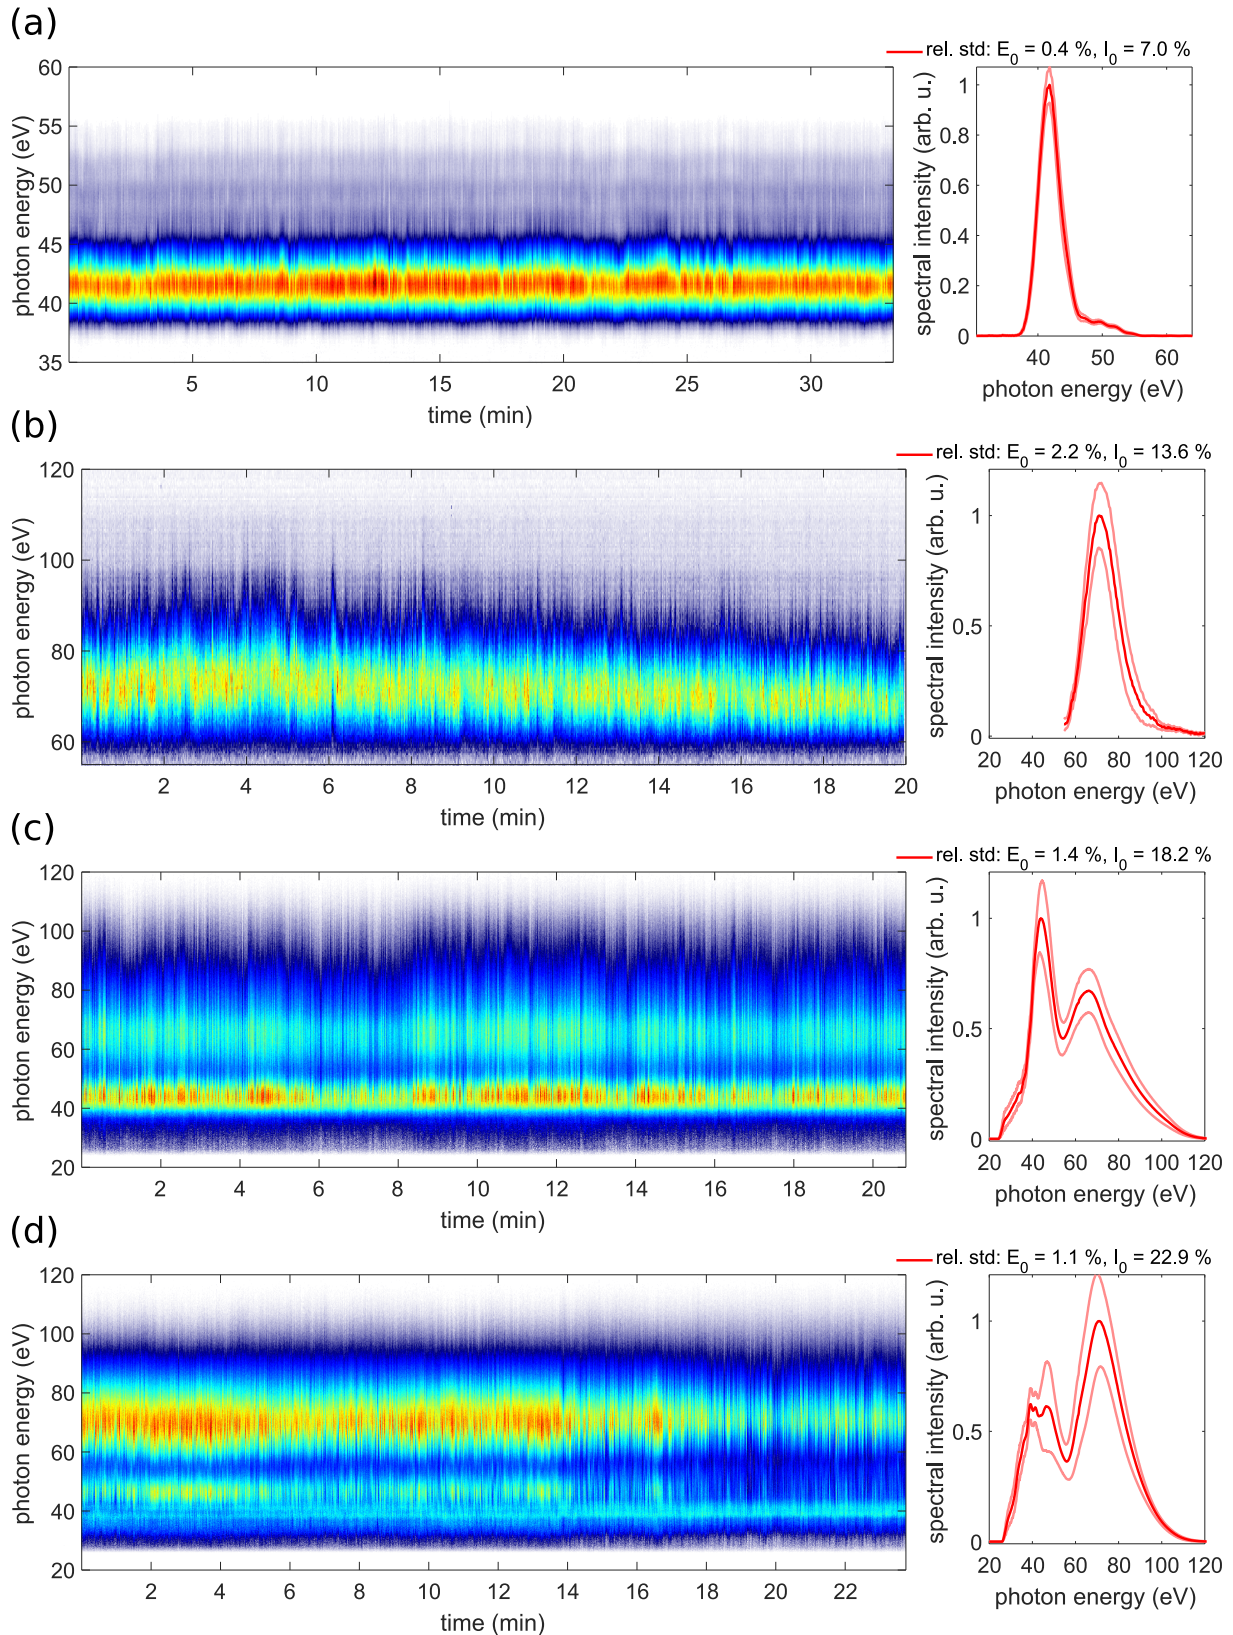 (a)
rel. std: E_0 = 0.4 %, I_0 = 7.0 %
60
55
50
45
40
35
photon energy (eV)
5 10 15 20 25 30
time (min)
1
0.8
0.6
0.4
0.2
0
spectral intensity (arb. u.)
40 50 60
photon energy (eV)
(b)
rel. std: E_0 = 2.2 %, I_0 = 13.6 %
120
100
80
60
photon energy (eV)
2 4 6 8 10 12 14 16 18 20
time (min)
1
0.5
0
spectral intensity (arb. u.)
20 40 60 80 100 120
photon energy (eV)
(c)
rel. std: E_0 = 1.4 %, I_0 = 18.2 %
120
100
80
60
40
20
photon energy (eV)
2 4 6 8 10 12 14 16 18 20
time (min)
1
0.5
0
spectral intensity (arb. u.)
20 40 60 80 100 120
photon energy (eV)
(d)
rel. std: E_0 = 1.1 %, I_0 = 22.9 %
120
100
80
60
40
20
photon energy (eV)
2 4 6 8 10 12 14 16 18 20 22
time (min)
1
0.5
0
spectral intensity (arb. u.)
20 40 60 80 100 120
photon energy (eV)